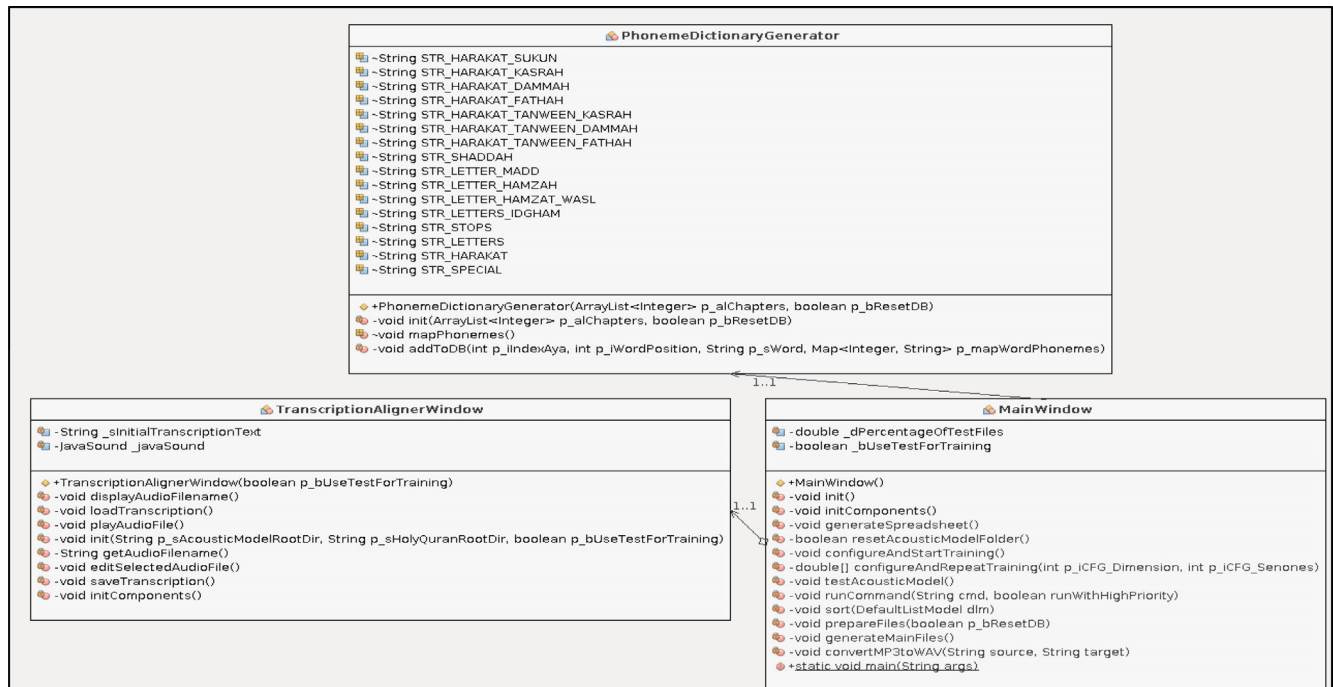 PhonemeDictionaryGenerator
~String STR_HARAKAT_SUKUN
~String STR_HARAKAT_KASRAH
~String STR_HARAKAT_DAMMAH
~String STR_HARAKAT_FATHAH
~String STR_HARAKAT_TANWEEN_KASRAH
~String STR_HARAKAT_TANWEEN_DAMMAH
~String STR_HARAKAT_TANWEEN_FATHAH
~String STR_SHADDAH
~String STR_LETTER_MADD
~String STR_LETTER_HAMZAH
~String STR_LETTER_HAMZAT_WASL
~String STR_LETTERS_IDGHAM
~String STR_STOPS
~String STR_LETTERS
~String STR_HARAKAT
~String STR_SPECIAL
+PhonemeDictionaryGenerator(ArrayList<Integer> p_alChapters, boolean p_bResetDB)
-void init(ArrayList<Integer> p_alChapters, boolean p_bResetDB)
~void mapPhonemes()
-void addToDB(int p_iIndexAya, int p_iWordPosition, String p_sWord, Map<Integer, String> p_mapWordPhonemes)
1..1
TranscriptionAlignerWindow
-String _sInitialTranscriptionText
-JavaSound _javaSound
+TranscriptionAlignerWindow(boolean p_bUseTestForTraining)
-void displayAudioFilename()
-void loadTranscription()
-void playAudioFile()
-void init(String p_sAcousticModelRootDir, String p_sHolyQuranRootDir, boolean p_bUseTestForTraining)
-String getAudioFilename()
-void editSelectedAudioFile()
-void saveTranscription()
-void initComponents()
1..1
MainWindow
-double _dPercentageOfTestFiles
-boolean _bUseTestForTraining
+MainWindow()
-void init()
-void initComponents()
-void generateSpreadsheet()
-boolean resetAcousticModelFolder()
-void configureAndStartTraining()
-double[] configureAndRepeatTraining(int p_iCFG_Dimension, int p_iCFG_Senones)
-void testAcousticModel()
-void runCommand(String cmd, boolean runWithHighPriority)
-void sort(DefaultListModel dlm)
-void prepareFiles(boolean p_bResetDB)
-void generateMainFiles()
-void convertMP3toWAV(String source, String target)
+static void main(String args)